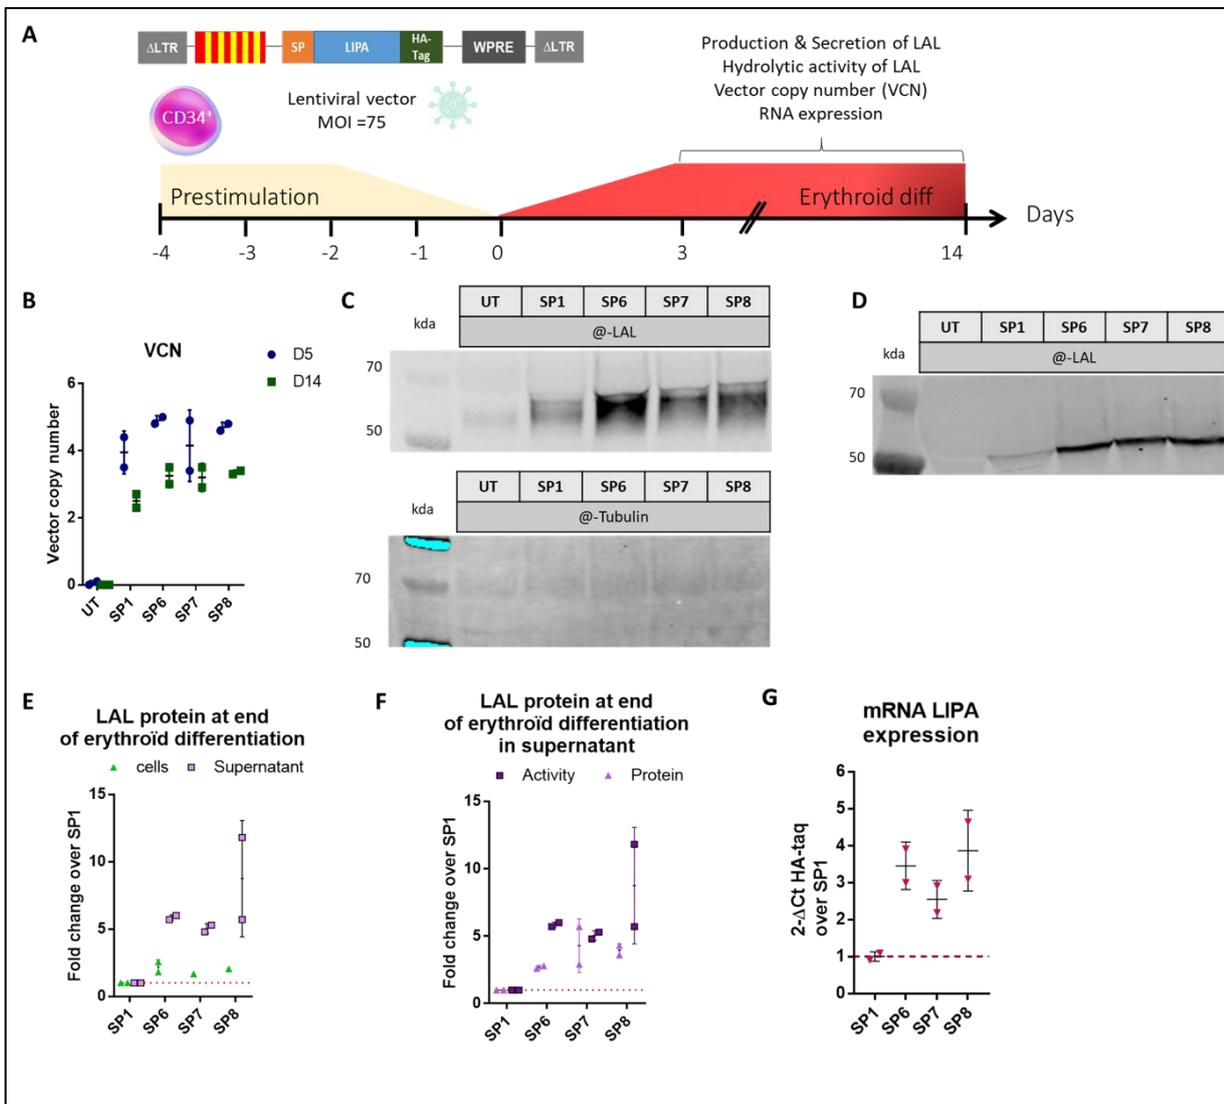 A
ΔLTR SP LIPA HA-Tag WPRE ΔLTR
CD34+
Lentiviral vector
MOI =75
Production & Secretion of LAL
Hydrolytic activity of LAL
Vector copy number (VCN)
RNA expression
Prestimulation
Erythroid diff
Days
-4 -3 -2 -1 0 3 14
B
VCN
D5
D14
Vector copy number
6
4
2
0
UT SP1 SP6 SP7 SP8
C
UT SP1 SP6 SP7 SP8
kda
@-LAL
70
50
UT SP1 SP6 SP7 SP8
kda
@-Tubulin
70
50
D
UT SP1 SP6 SP7 SP8
kda
@-LAL
70
50
E
LAL protein at end
of erythroïd differentiation
cells Supernatant
Fold change over SP1
15
10
5
0
SP1 SP6 SP7 SP8
F
LAL protein at end
of erythroïd differentiation
in supernatant
Activity Protein
Fold change over SP1
15
10
5
0
SP1 SP6 SP7 SP8
G
mRNA LIPA
expression
2-ΔCt HA-taq
over SP1
6
5
4
3
2
1
0
SP1 SP6 SP7 SP8